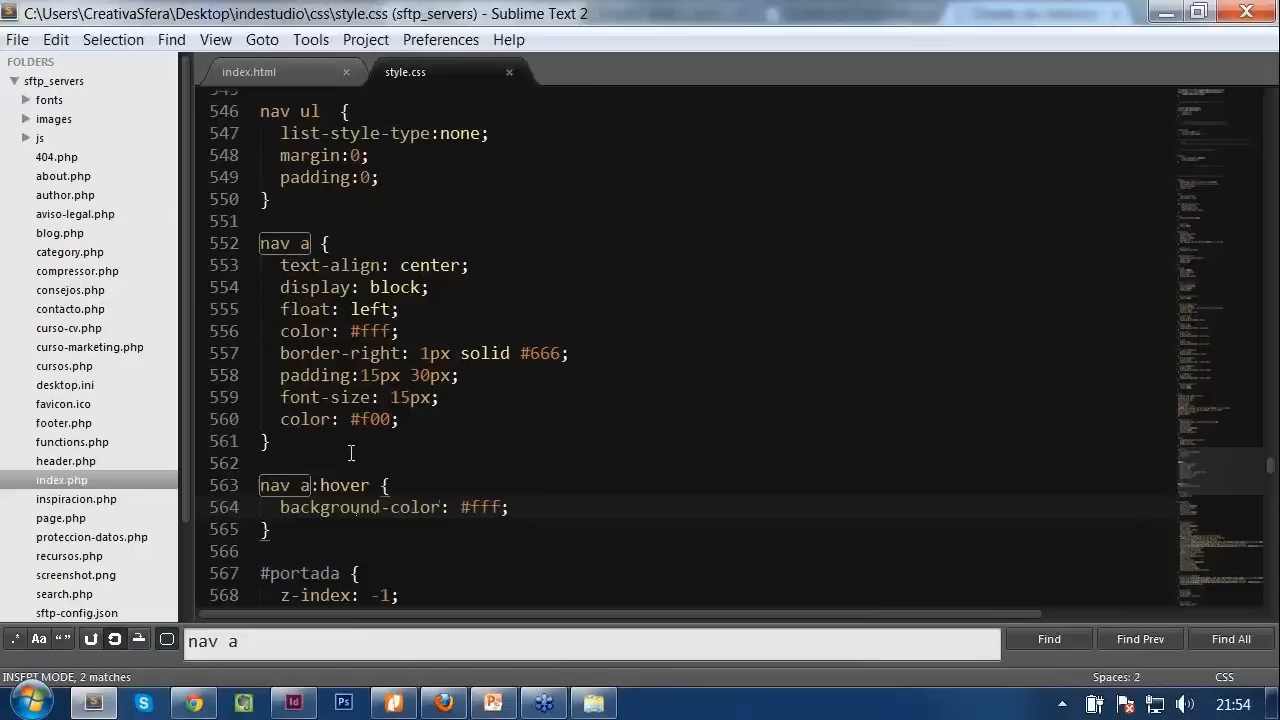 C:\Users\CreativaSfera\Desktop\indestudio\css\style.css (sftp_servers) - Sublime Text 2
File Edit Selection Find View Goto Tools Project Preferences Help
FOLDERS
sftp_servers
fonts
images
js
404.php
about.php
author.php
aviso-legal.php
blog.php
category.php
compressor.php
consejos.php
contacto.php
curso-cv.php
curso-marketing.php
cursos.php
desktop.ini
favicon.ico
footer.php
functions.php
header.php
index.php
inspiracion.php
page.php
proteccion-datos.php
recursos.php
screenshot.png
search.php
sftp-config.json
index.html
style.css
545
546 nav ul {
547 list-style-type:none;
548 margin:0;
549 padding:0;
550 }
551
552 nav a {
553 text-align: center;
554 display: block;
555 float: left;
556 color: #fff;
557 border-right: 1px solid #666;
558 padding:15px 30px;
559 font-size: 15px;
560 color: #f00;
561 }
562
563 nav a:hover {
564 background-color: #fff;
565 }
566
567 #portada {
568 z-index: -1;
.* Aa “ ” nav a Find Find Prev Find All
INSERT MODE, 2 matches Spaces: 2 CSS
S Id Ps 21:54